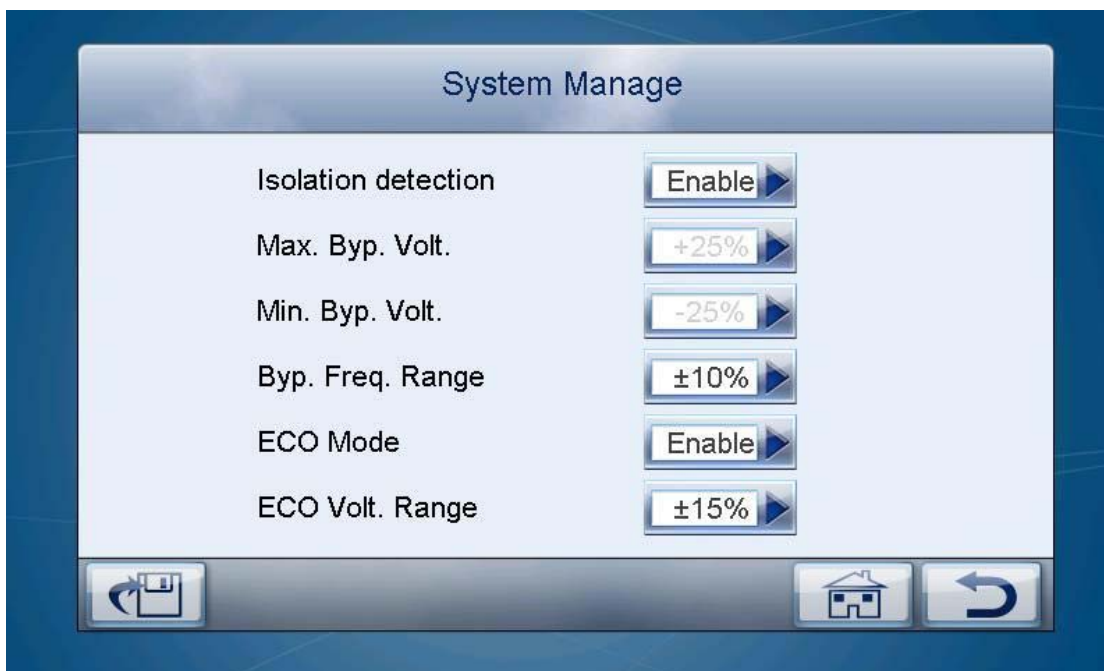 System Manage
Isolation detection Enable
Max. Byp. Volt. +25%
Min. Byp. Volt. -25%
Byp. Freq. Range ±10%
ECO Mode Enable
ECO Volt. Range ±15%